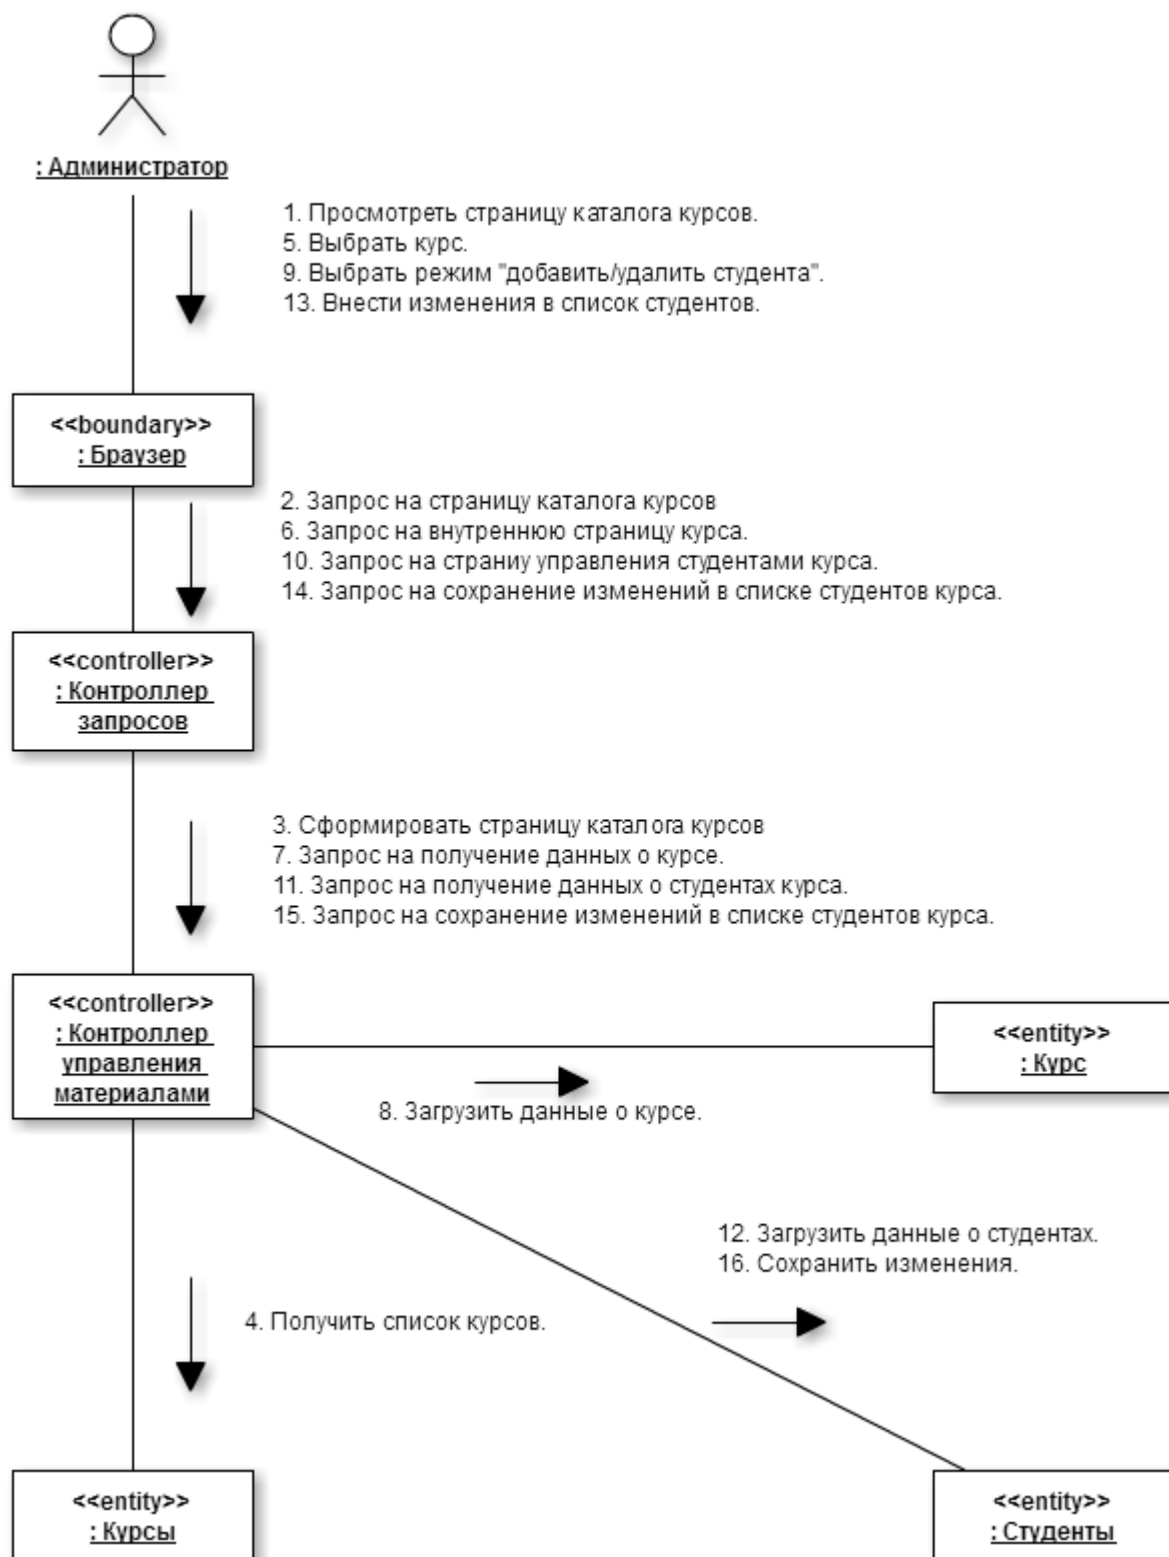 : Администратор
1. Просмотреть страницу каталога курсов.
5. Выбрать курс.
9. Выбрать режим "добавить/удалить студента".
13. Внести изменения в список студентов.
<<boundary>>
: Браузер
2. Запрос на страницу каталога курсов
6. Запрос на внутреннюю страницу курса.
10. Запрос на страниу управления студентами курса.
14. Запрос на сохранение изменений в списке студентов курса.
<<controller>>
: Контроллер
запросов
3. Сформировать страницу каталога курсов
7. Запрос на получение данных о курсе.
11. Запрос на получение данных о студентах курса.
15. Запрос на сохранение изменений в списке студентов курса.
<<controller>>
: Контроллер
управления
материалами
<<entity>>
: Курс
8. Загрузить данные о курсе.
12. Загрузить данные о студентах.
16. Сохранить изменения.
4. Получить список курсов.
<<entity>>
: Курсы
<<entity>>
: Студенты